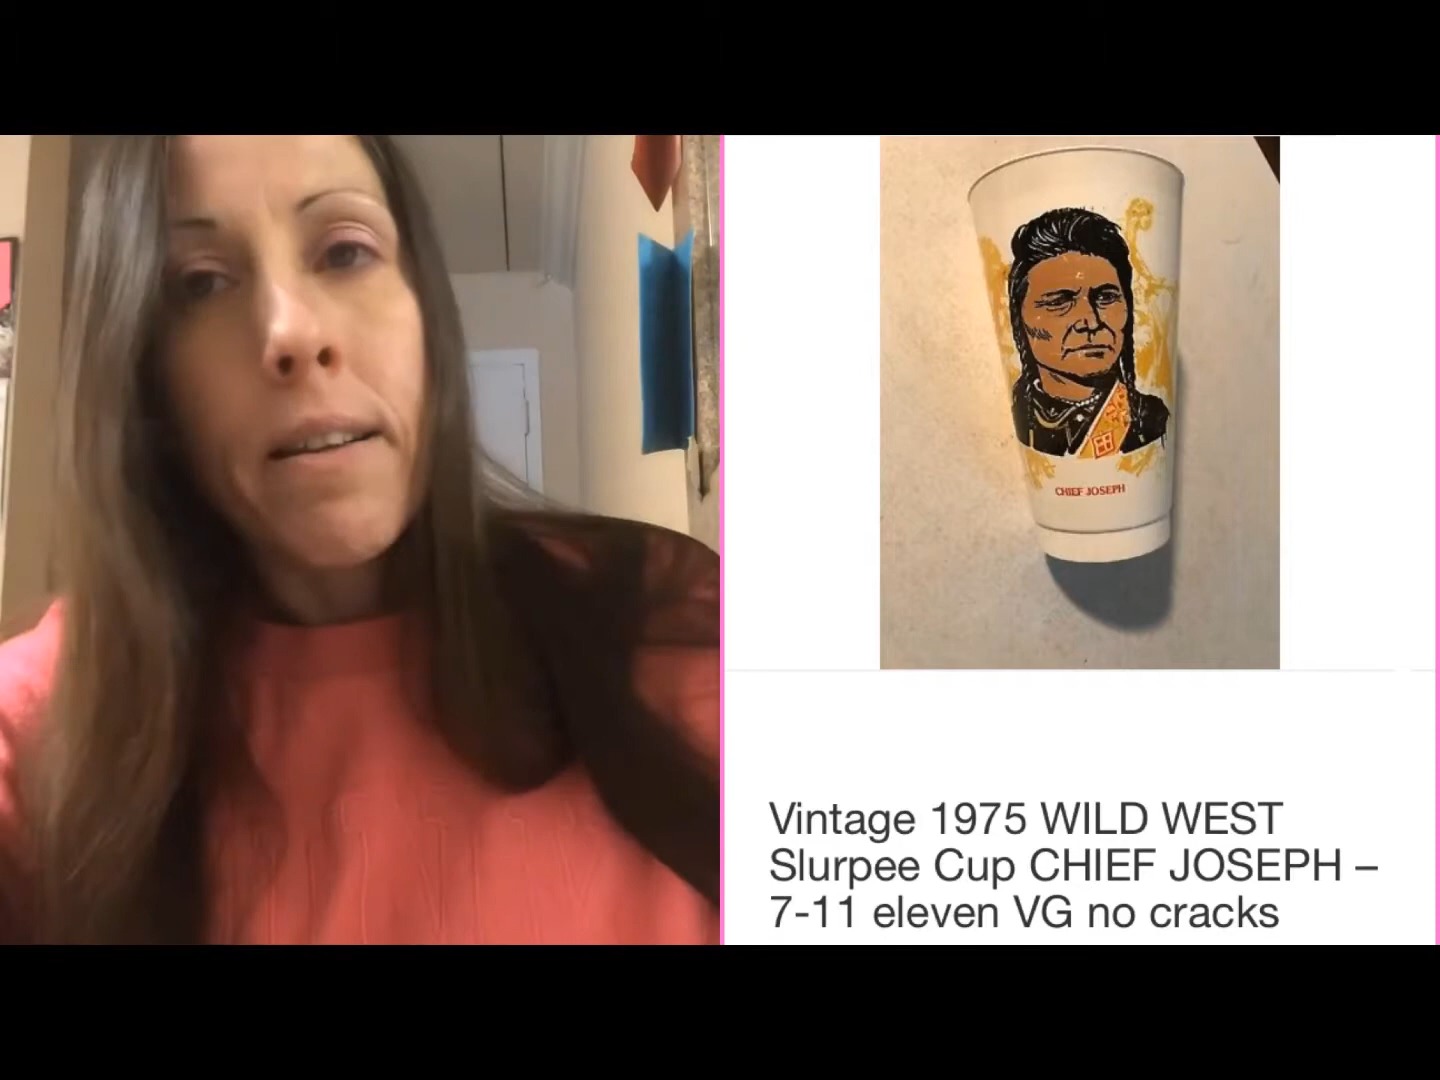 CHIEF JOSEPH
Vintage 1975 WILD WEST
Slurpee Cup CHIEF JOSEPH –
7-11 eleven VG no cracks